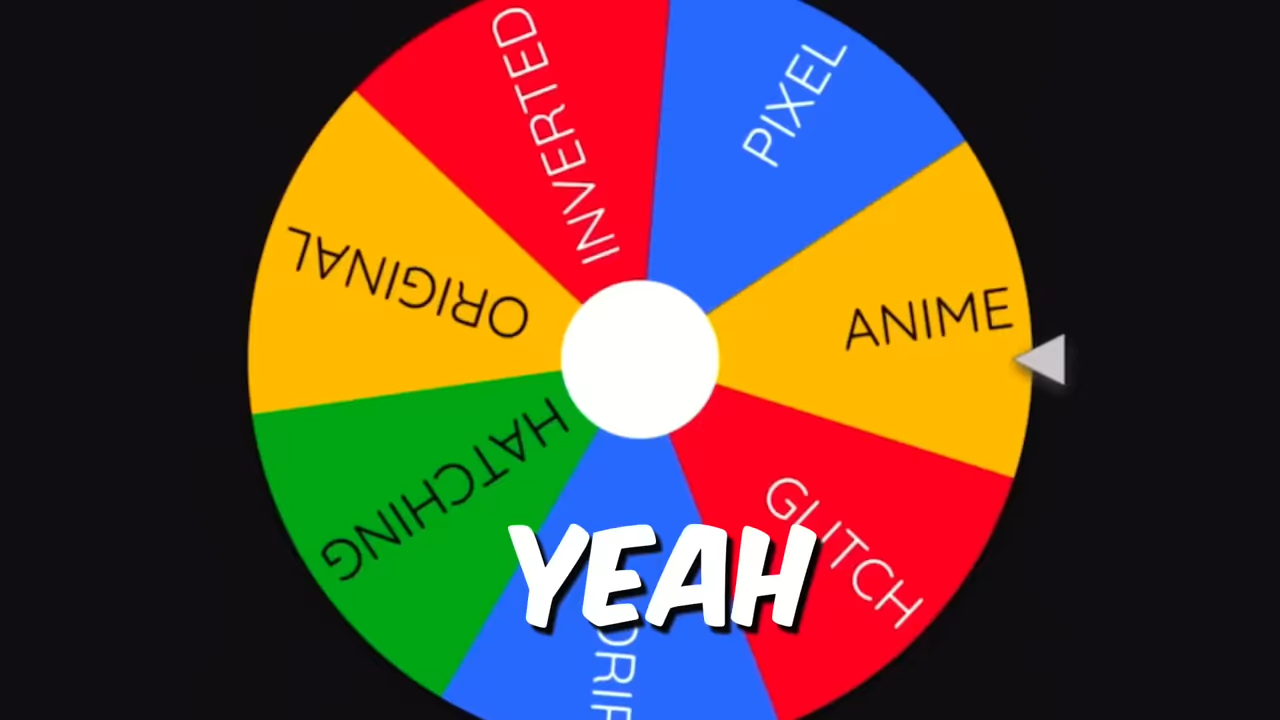 INVERTED
PIXEL
ANIME
ORIGINAL
HATCHING
GLITCH
YEAH